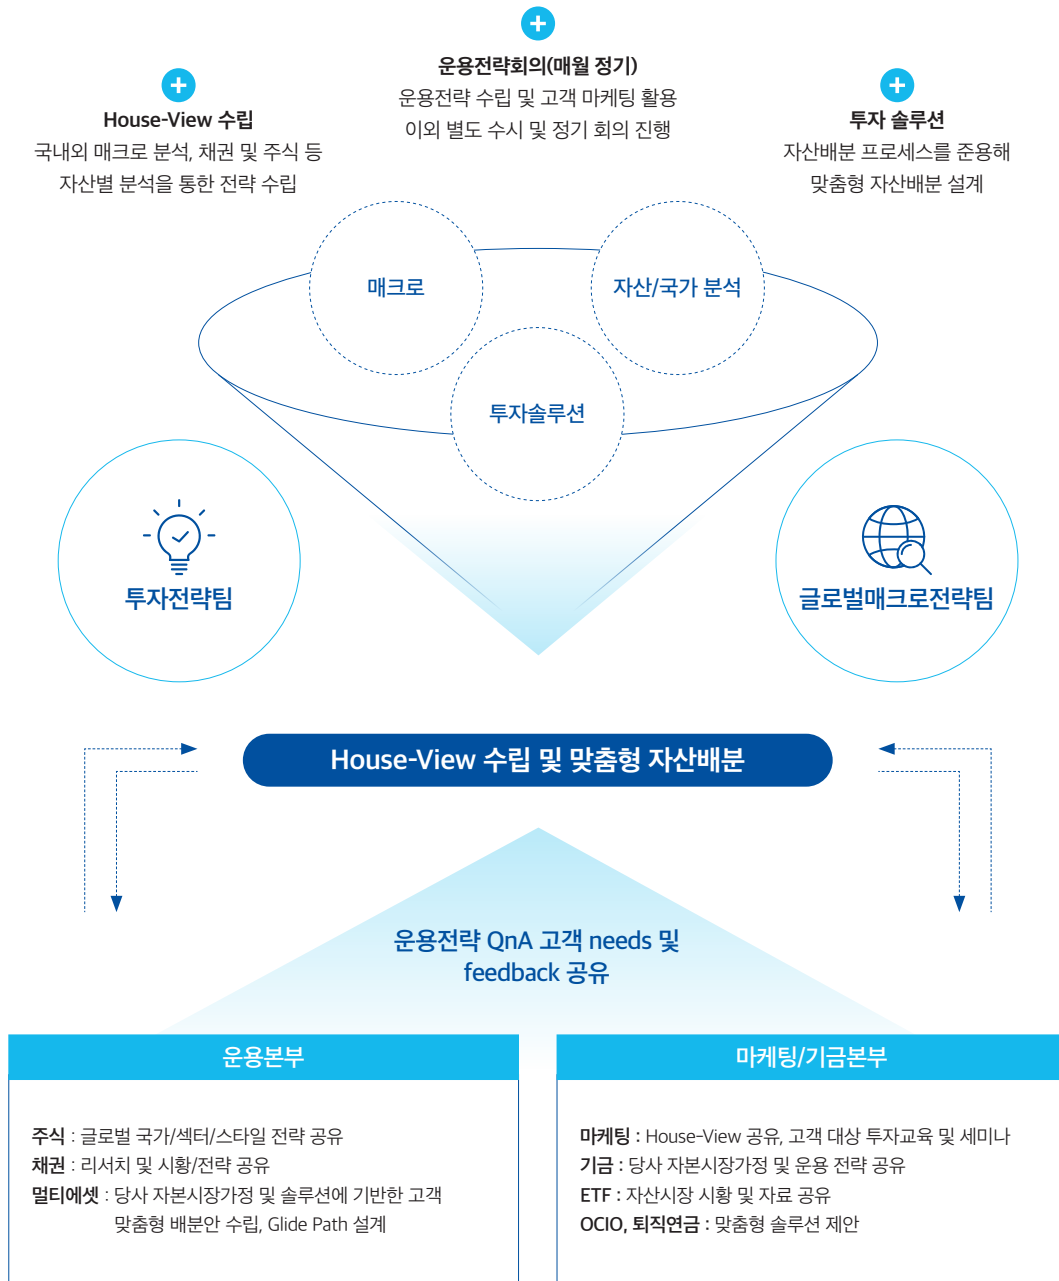 운용전략회의(매월 정기)
운용전략 수립 및 고객 마케팅 활용
이외 별도 수시 및 정기 회의 진행
House-View 수립
국내외 매크로 분석, 채권 및 주식 등
자산별 분석을 통한 전략 수립
투자 솔루션
자산배분 프로세스를 준용해
맞춤형 자산배분 설계
매크로
자산/국가 분석
투자솔루션
투자전략팀
글로벌매크로전략팀
House-View 수립 및 맞춤형 자산배분
운용전략 QnA 고객 needs 및
feedback 공유
운용본부
주식 : 글로벌 국가/섹터/스타일 전략 공유
채권 : 리서치 및 시황/전략 공유
멀티에셋 : 당사 자본시장가정 및 솔루션에 기반한 고객
맞춤형 배분안 수립, Glide Path 설계
마케팅/기금본부
마케팅 : House-View 공유, 고객 대상 투자교육 및 세미나
기금 : 당사 자본시장가정 및 운용 전략 공유
ETF : 자산시장 시황 및 자료 공유
OCIO, 퇴직연금 : 맞춤형 솔루션 제안